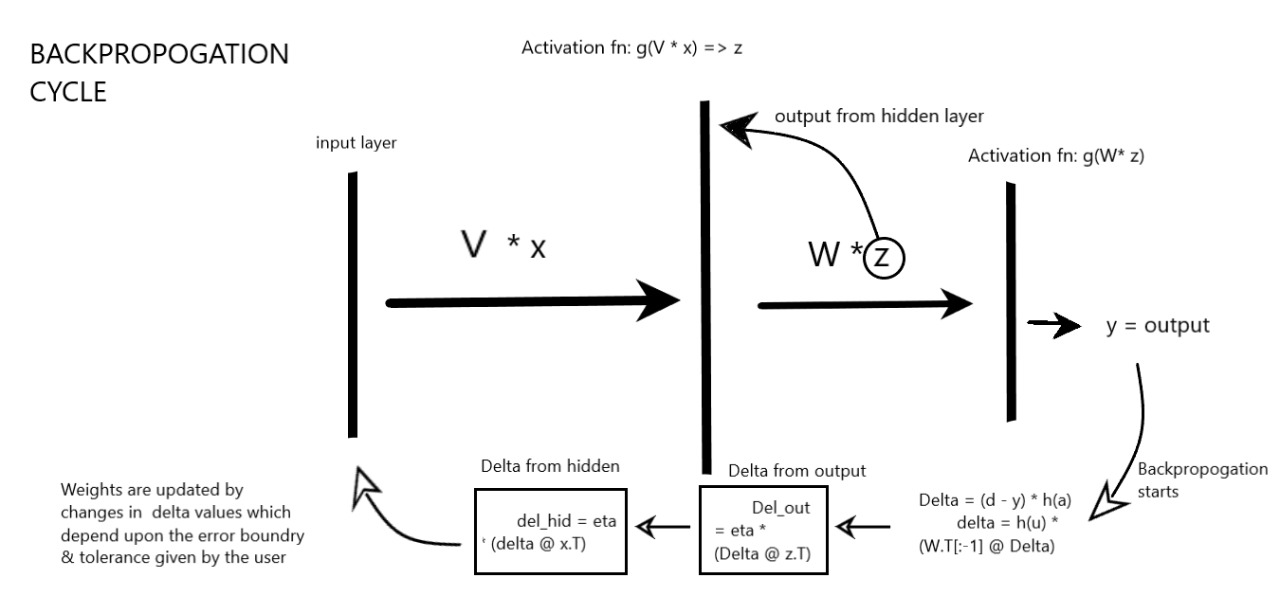 BACKPROPOGATION
CYCLE
Activation fn: g(V * x) => z
output from hidden layer
input layer
Activation fn: g(W* z)
V * x
W * z
y = output
Backpropogation
starts
Delta from hidden
Delta from output
Weights are updated by
changes in delta values which
depend upon the error boundry
& tolerance given by the user
del_hid = eta
* (delta @ x.T)
Del_out
= eta *
(Delta @ z.T)
Delta = (d - y) * h(a)
delta = h(u) *
(W.T[:-1] @ Delta)